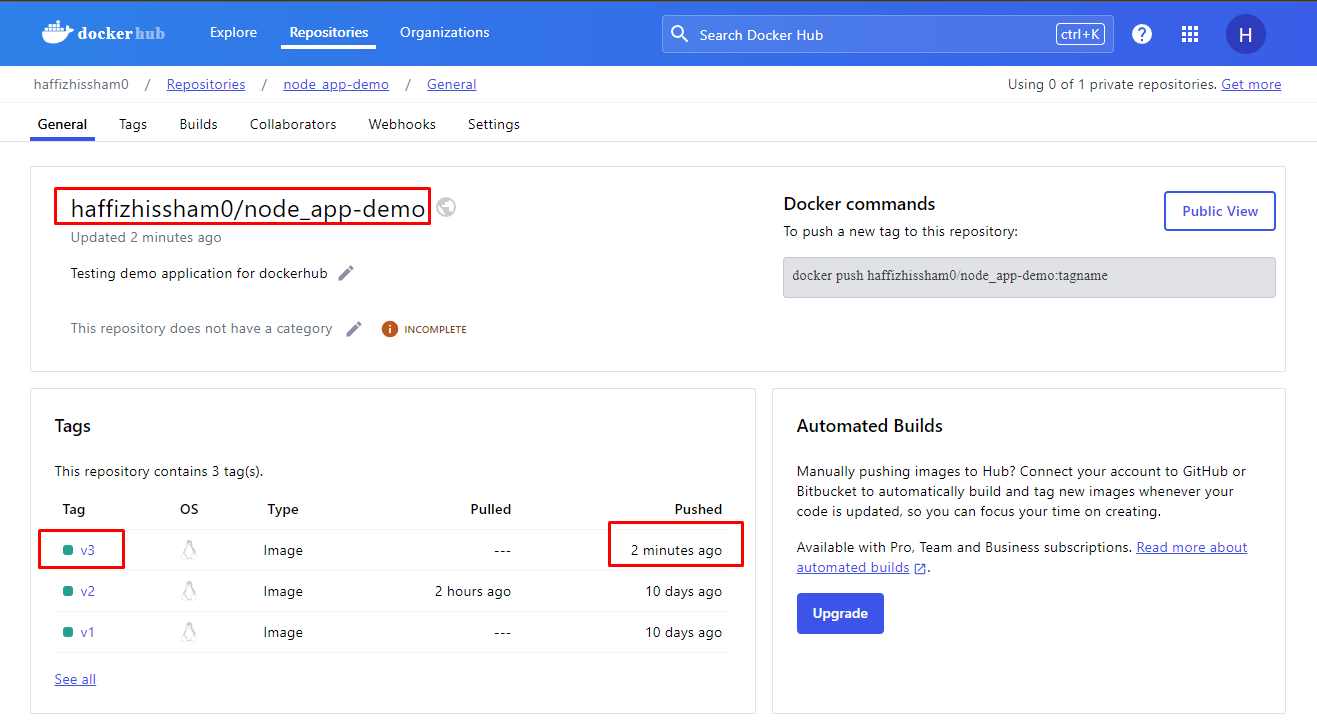 docker hub
Explore
Repositories
Organizations
Search Docker Hub
ctrl+K
?
H
haffizhissham0 / Repositories / node_app-demo / General
Using 0 of 1 private repositories. Get more
General
Tags
Builds
Collaborators
Webhooks
Settings
haffizhissham0/node_app-demo
Updated 2 minutes ago
Testing demo application for dockerhub
This repository does not have a category
INCOMPLETE
Docker commands
To push a new tag to this repository:
Public View
docker push haffizhissham0/node_app-demo:tagname
Tags
This repository contains 3 tag(s).
Tag OS Type Pulled Pushed
v3 Image --- 2 minutes ago
v2 Image 2 hours ago 10 days ago
v1 Image --- 10 days ago
See all
Automated Builds
Manually pushing images to Hub? Connect your account to GitHub or
Bitbucket to automatically build and tag new images whenever your
code is updated, so you can focus your time on creating.
Available with Pro, Team and Business subscriptions. Read more about
automated builds.
Upgrade